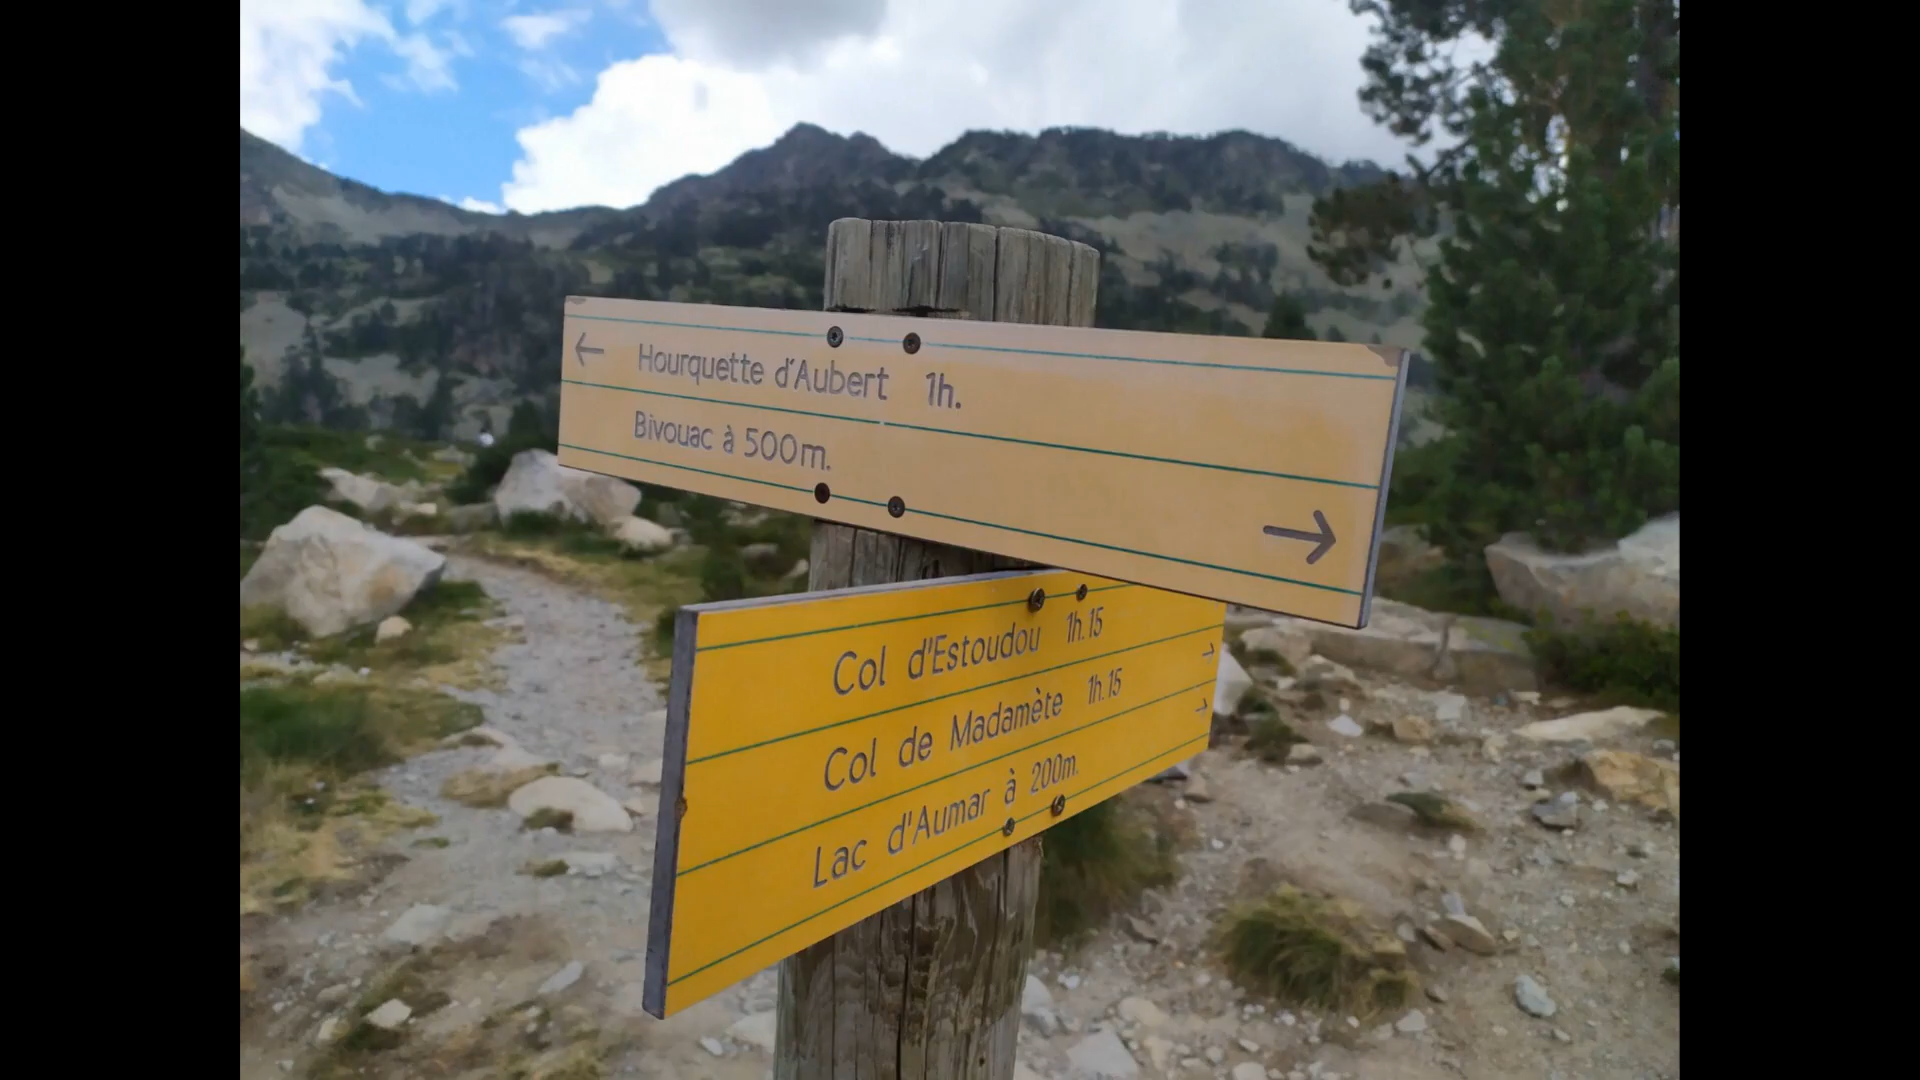 ← Hourquette d'Aubert 1h.
Bivouac à 500m. →
Col d'Estoudou 1h.15 →
Col de Madamète 1h.15 →
Lac d'Aumar à 200m.